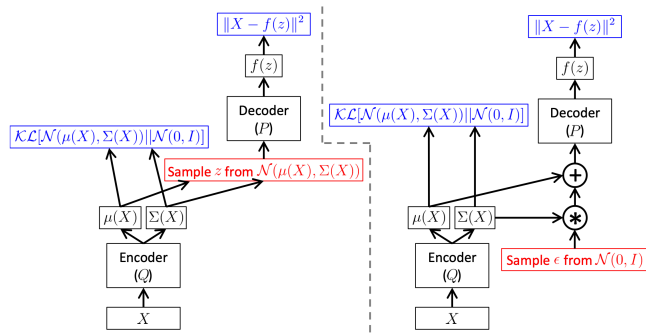 ‖X − f(z)‖²
f(z)
Decoder
(P)
𝒦ℒ[𝒩(μ(X), Σ(X))||𝒩(0, I)]
Sample z from 𝒩(μ(X), Σ(X))
μ(X)
Σ(X)
Encoder
(Q)
X
‖X − f(z)‖²
f(z)
𝒦ℒ[𝒩(μ(X), Σ(X))||𝒩(0, I)]
Decoder
(P)
+
μ(X)
Σ(X)
*
Encoder
(Q)
Sample ϵ from 𝒩(0, I)
X